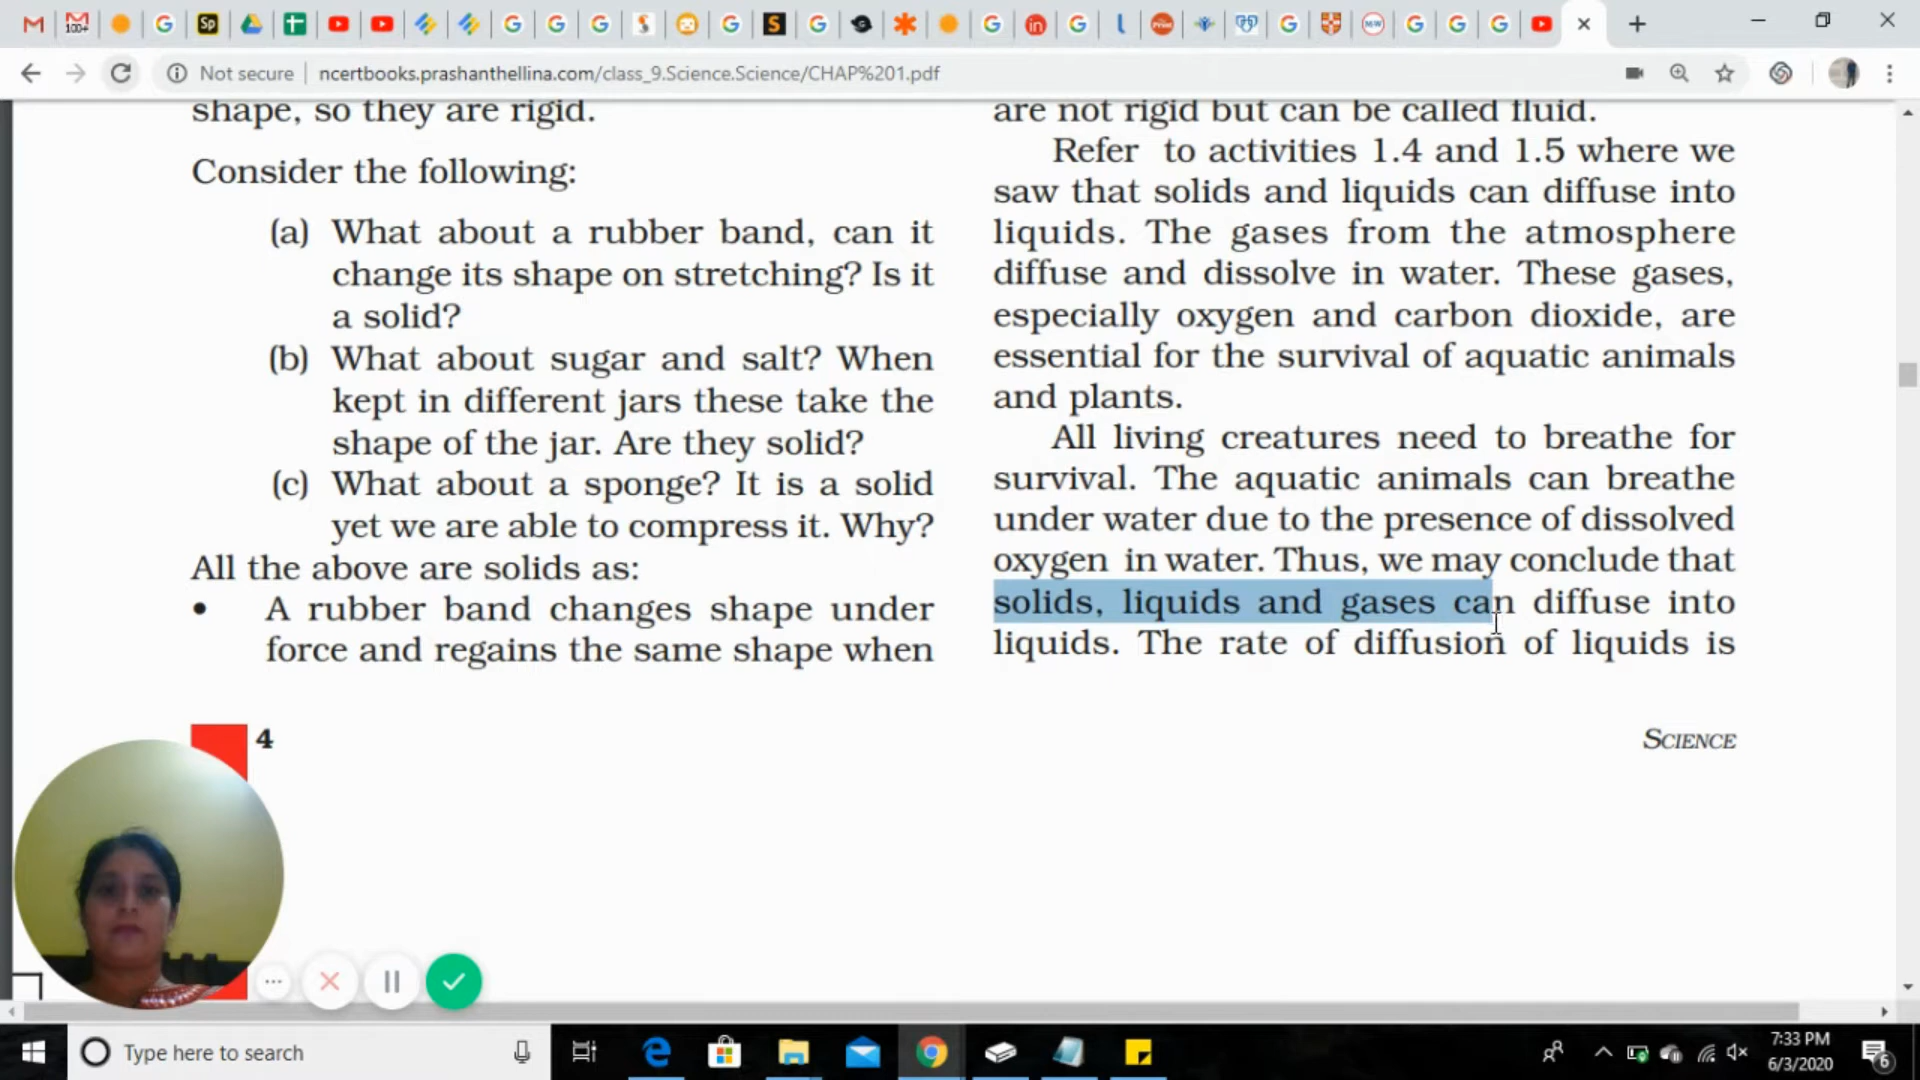 Not secure
ncertbooks.prashanthellina.com/class_9.Science.Science/CHAP%201.pdf
shape, so they are rigid.
Consider the following:
(a) What about a rubber band, can it
change its shape on stretching? Is it
a solid?
(b) What about sugar and salt? When
kept in different jars these take the
shape of the jar. Are they solid?
(c) What about a sponge? It is a solid
yet we are able to compress it. Why?
All the above are solids as:
• A rubber band changes shape under
force and regains the same shape when
4
are not rigid but can be called fluid.
Refer to activities 1.4 and 1.5 where we
saw that solids and liquids can diffuse into
liquids. The gases from the atmosphere
diffuse and dissolve in water. These gases,
especially oxygen and carbon dioxide, are
essential for the survival of aquatic animals
and plants.
All living creatures need to breathe for
survival. The aquatic animals can breathe
under water due to the presence of dissolved
oxygen in water. Thus, we may conclude that
solids, liquids and gases can diffuse into
liquids. The rate of diffusion of liquids is
SCIENCE
Type here to search
7:33 PM
6/3/2020
6